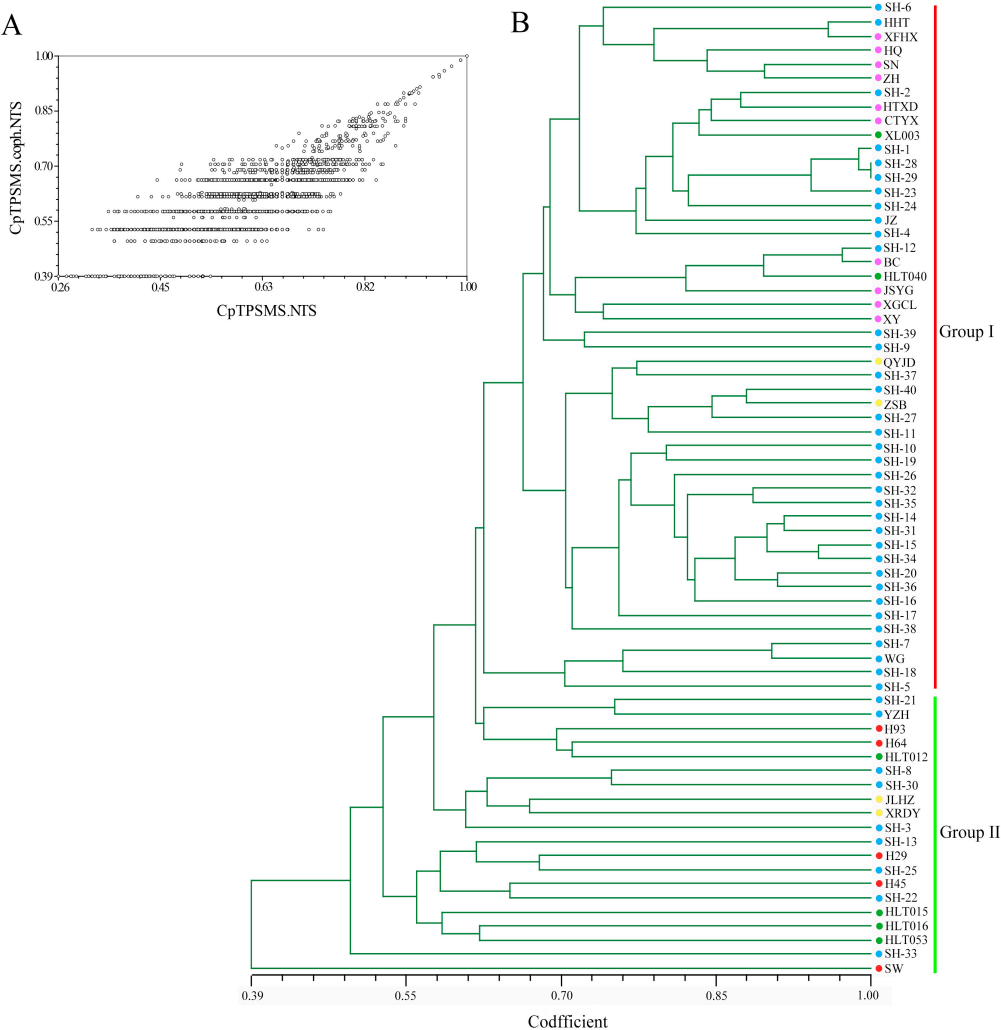 A
1.00
0.85
0.70
0.55
0.39
CpTPSMS.coph.NTS
0.26
0.45
0.63
0.82
1.00
CpTPSMS.NTS
B
SH-6
HHT
XFHX
HQ
SN
ZH
SH-2
HTXD
CTYX
XL003
SH-1
SH-28
SH-29
SH-23
SH-24
JZ
SH-4
SH-12
BC
HLT040
JSYG
XGCL
XY
SH-39
SH-9
QYJD
SH-37
SH-40
ZSB
SH-27
SH-11
SH-10
SH-19
SH-26
SH-32
SH-35
SH-14
SH-31
SH-15
SH-34
SH-20
SH-36
SH-16
SH-17
SH-38
SH-7
WG
SH-18
SH-5
SH-21
YZH
H93
H64
HLT012
SH-8
SH-30
JLHZ
XRDY
SH-3
SH-13
H29
SH-25
H45
SH-22
HLT015
HLT016
HLT053
SH-33
SW
Group I
Group II
0.39
0.55
0.70
0.85
1.00
Codfficient